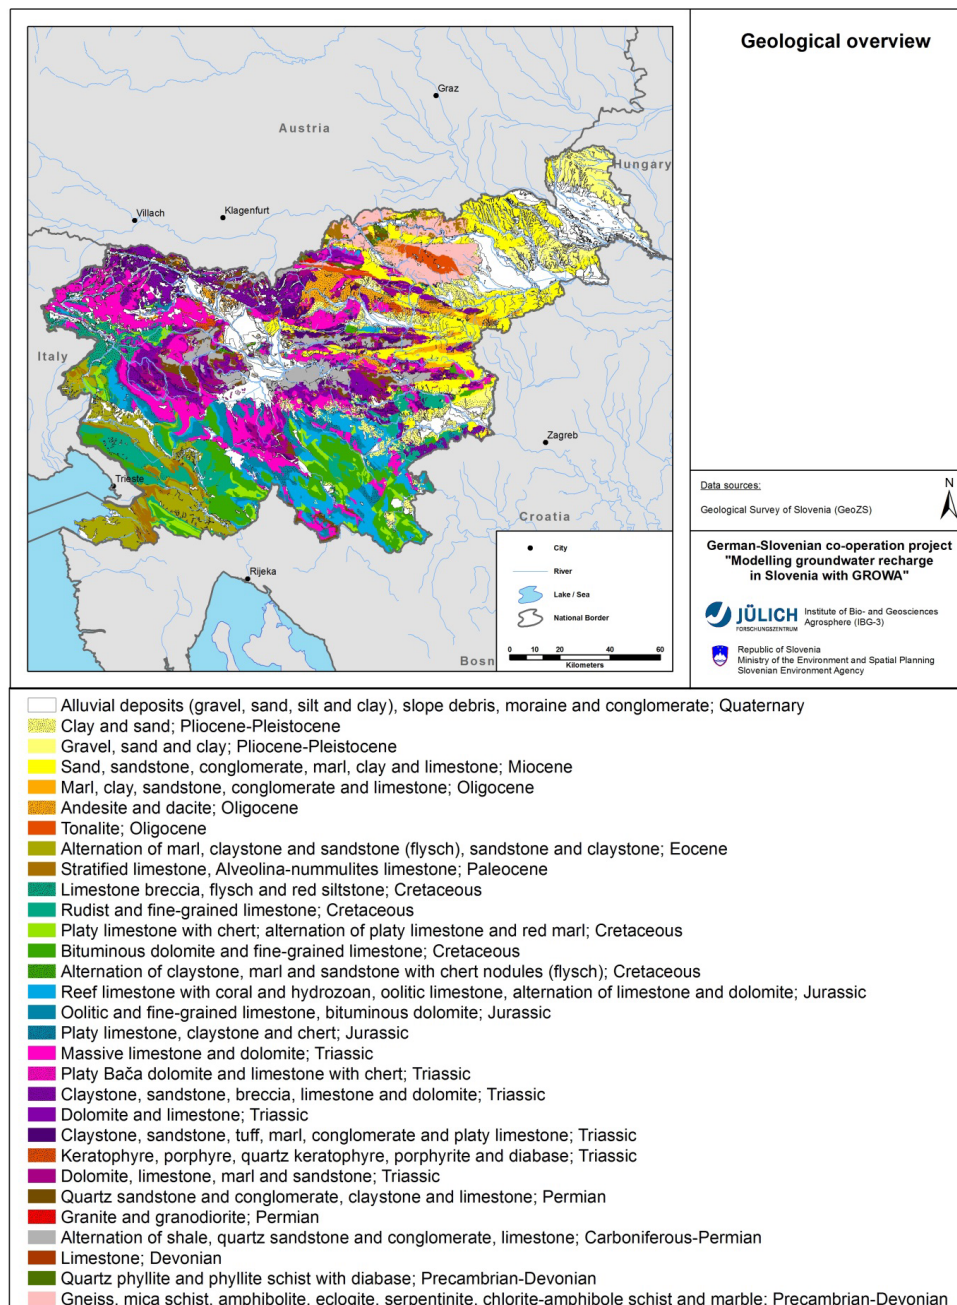 Geological overview
Graz
Austria
Hungary
Villach
Klagenfurt
Italy
Zagreb
Trieste
Croatia
Rijeka
Bosn
City
River
Lake / Sea
National Border
0 10 20 40 60
Kilometers
Data sources:
Geological Survey of Slovenia (GeoZS)
N
German-Slovenian co-operation project
"Modelling groundwater recharge
in Slovenia with GROWA"
JÜLICH
FORSCHUNGSZENTRUM
Institute of Bio- and Geosciences
Agrosphere (IBG-3)
Republic of Slovenia
Ministry of the Environment and Spatial Planning
Slovenian Environment Agency
Alluvial deposits (gravel, sand, silt and clay), slope debris, moraine and conglomerate; Quaternary
Clay and sand; Pliocene-Pleistocene
Gravel, sand and clay; Pliocene-Pleistocene
Sand, sandstone, conglomerate, marl, clay and limestone; Miocene
Marl, clay, sandstone, conglomerate and limestone; Oligocene
Andesite and dacite; Oligocene
Tonalite; Oligocene
Alternation of marl, claystone and sandstone (flysch), sandstone and claystone; Eocene
Stratified limestone, Alveolina-nummulites limestone; Paleocene
Limestone breccia, flysch and red siltstone; Cretaceous
Rudist and fine-grained limestone; Cretaceous
Platy limestone with chert; alternation of platy limestone and red marl; Cretaceous
Bituminous dolomite and fine-grained limestone; Cretaceous
Alternation of claystone, marl and sandstone with chert nodules (flysch); Cretaceous
Reef limestone with coral and hydrozoan, oolitic limestone, alternation of limestone and dolomite; Jurassic
Oolitic and fine-grained limestone, bituminous dolomite; Jurassic
Platy limestone, claystone and chert; Jurassic
Massive limestone and dolomite; Triassic
Platy Bača dolomite and limestone with chert; Triassic
Claystone, sandstone, breccia, limestone and dolomite; Triassic
Dolomite and limestone; Triassic
Claystone, sandstone, tuff, marl, conglomerate and platy limestone; Triassic
Keratophyre, porphyre, quartz keratophyre, porphyrite and diabase; Triassic
Dolomite, limestone, marl and sandstone; Triassic
Quartz sandstone and conglomerate, claystone and limestone; Permian
Granite and granodiorite; Permian
Alternation of shale, quartz sandstone and conglomerate, limestone; Carboniferous-Permian
Limestone; Devonian
Quartz phyllite and phyllite schist with diabase; Precambrian-Devonian
Gneiss, mica schist, amphibolite, eclogite, serpentinite, chlorite-amphibole schist and marble; Precambrian-Devonian